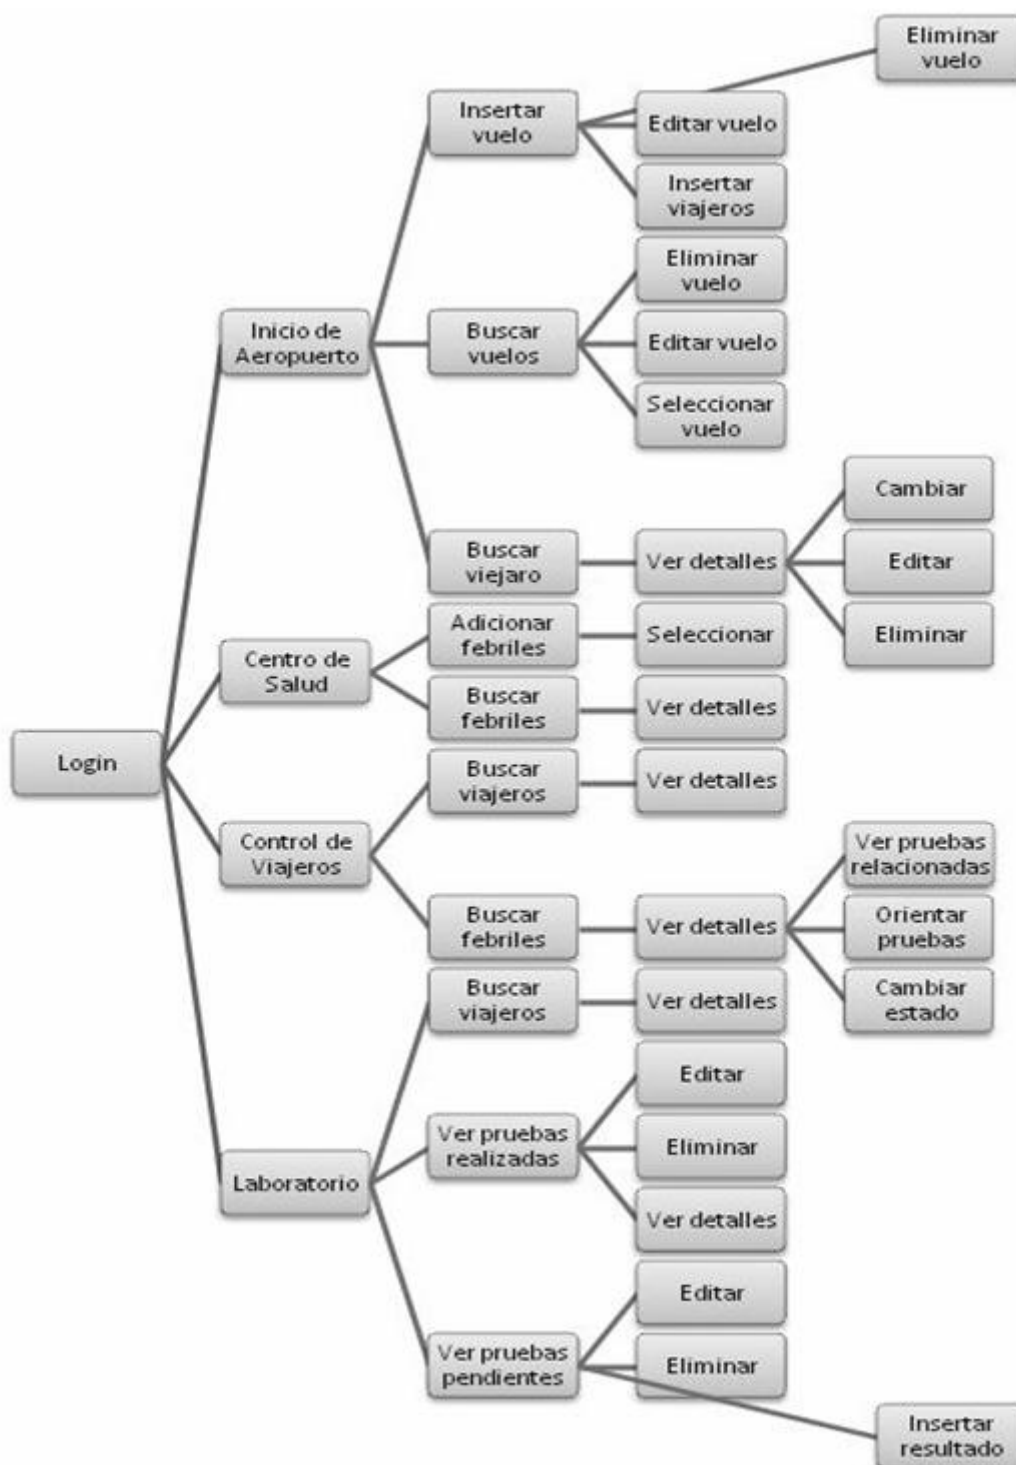 Eliminar
vuelo
Insertar
vuelo
Editar vuelo
Insertar
viajeros
Eliminar
vuelo
Inicio de
Aeropuerto
Buscar
vuelos
Editar vuelo
Seleccionar
vuelo
Cambiar
Buscar
viejaro
Ver detalles
Editar
Adicionar
febriles
Seleccionar
Eliminar
Centro de
Salud
Buscar
febriles
Ver detalles
Login
Buscar
viajeros
Ver detalles
Control de
Viajeros
Ver pruebas
relacionadas
Buscar
febriles
Ver detalles
Orientar
pruebas
Buscar
viajeros
Ver detalles
Cambiar
estado
Editar
Ver pruebas
realizadas
Eliminar
Laboratorio
Ver detalles
Editar
Ver pruebas
pendientes
Eliminar
Insertar
resultado